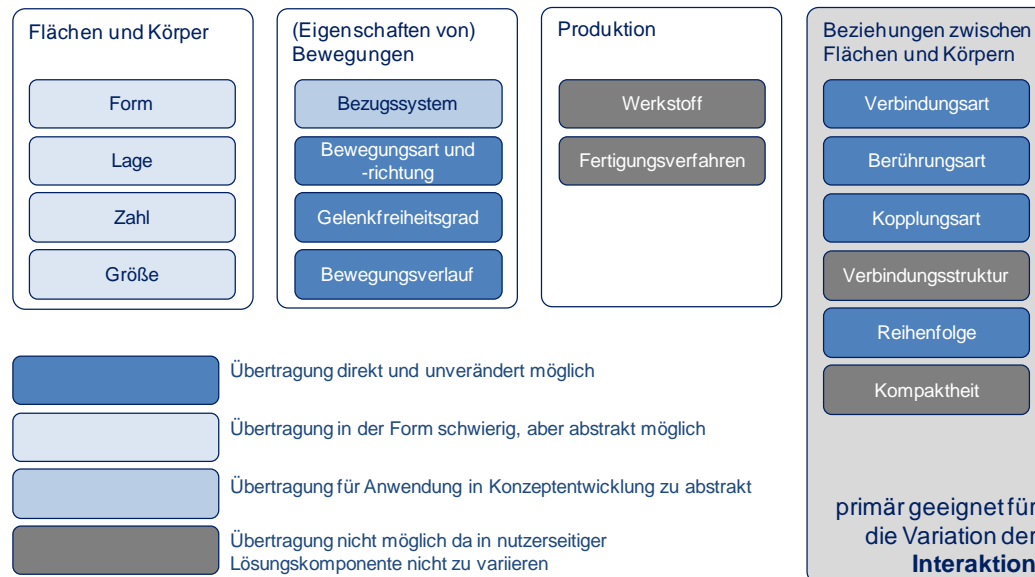 Flächen und Körper
Form
Lage
Zahl
Größe
(Eigenschaften von)
Bewegungen
Bezugssystem
Bewegungsart und
-richtung
Gelenkfreiheitsgrad
Bewegungsverlauf
Produktion
Werkstoff
Fertigungsverfahren
Beziehungen zwischen
Flächen und Körpern
Verbindungsart
Berührungsart
Kopplungsart
Verbindungsstruktur
Reihenfolge
Kompaktheit
primär geeignet für
die Variation der
Interaktion
Übertragung direkt und unverändert möglich
Übertragung in der Form schwierig, aber abstrakt möglich
Übertragung für Anwendung in Konzeptentwicklung zu abstrakt
Übertragung nicht möglich da in nutzerseitiger
Lösungskomponente nicht zu variieren